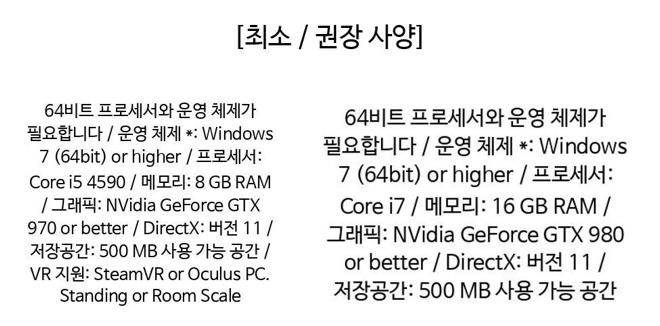 [최소 / 권장 사양]
64비트 프로세서와 운영 체제가
필요합니다 / 운영 체제 *: Windows
7 (64bit) or higher / 프로세서:
Core i5 4590 / 메모리: 8 GB RAM
/ 그래픽: NVidia GeForce GTX
970 or better / DirectX: 버전 11 /
저장공간: 500 MB 사용 가능 공간 /
VR 지원: SteamVR or Oculus PC.
Standing or Room Scale
64비트 프로세서와 운영 체제가
필요합니다 / 운영 체제 *: Windows
7 (64bit) or higher / 프로세서:
Core i7 / 메모리: 16 GB RAM /
그래픽: NVidia GeForce GTX 980
or better / DirectX: 버전 11 /
저장공간: 500 MB 사용 가능 공간